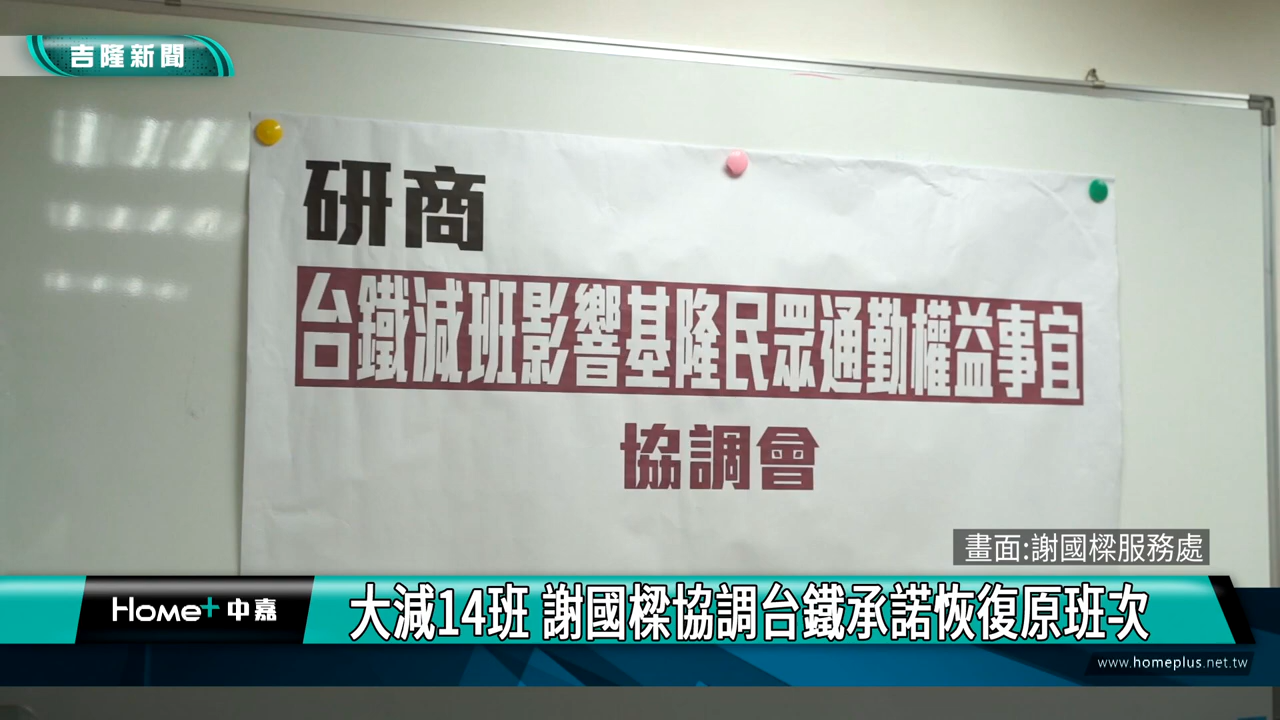 吉隆新聞
研商
台鐵減班影響基隆民眾通勤權益事宜
協調會
畫面:謝國樑服務處
Home+中嘉
大減14班 謝國樑協調台鐵承諾恢復原班次
www.homeplus.net.tw